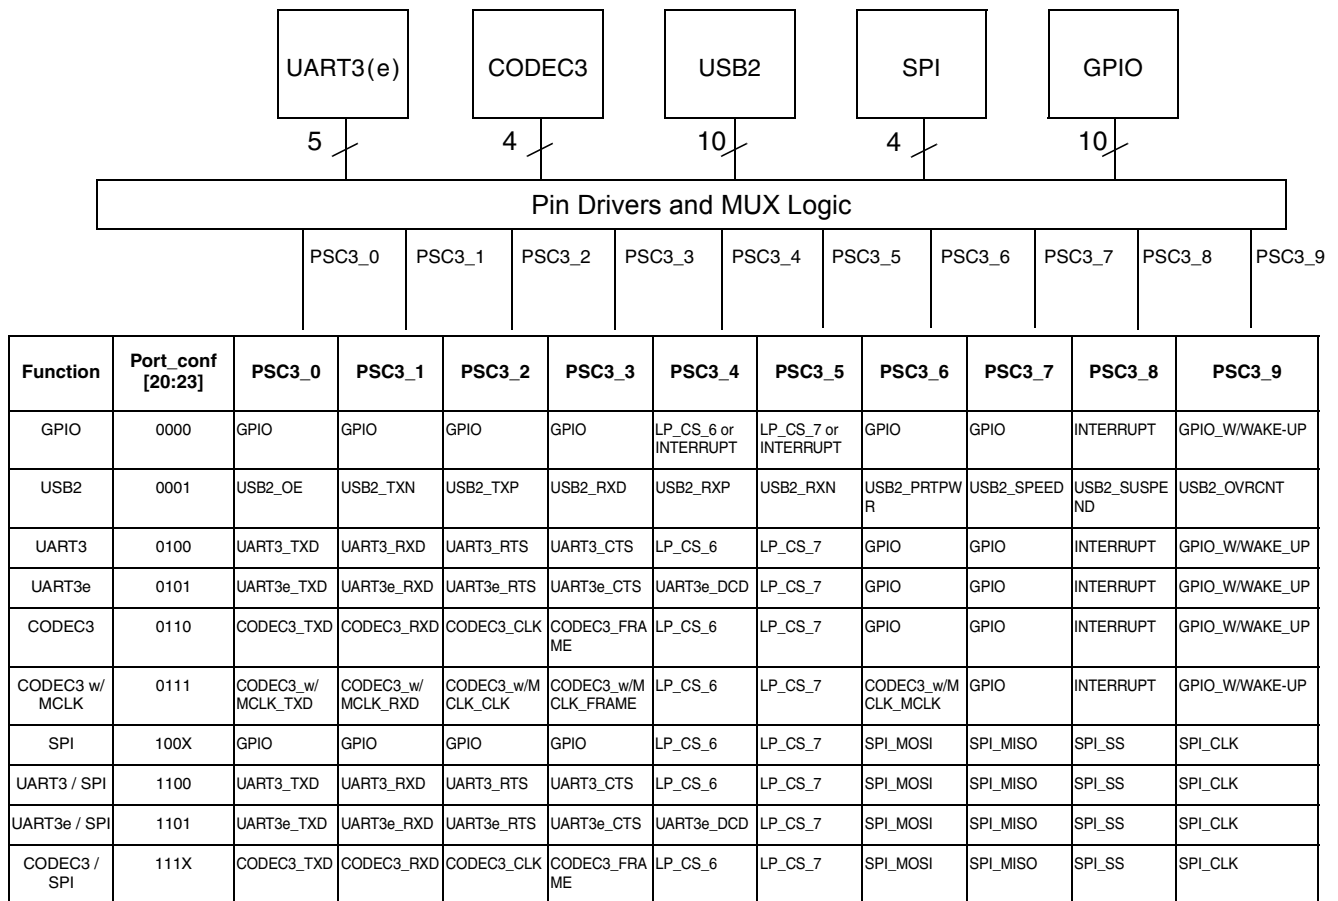 UART3(e) CODEC3 USB2 SPI GPIO
5 4 10 4 10
Pin Drivers and MUX Logic
PSC3_0 PSC3_1 PSC3_2 PSC3_3 PSC3_4 PSC3_5 PSC3_6 PSC3_7 PSC3_8 PSC3_9
Function Port_conf [20:23] PSC3_0 PSC3_1 PSC3_2 PSC3_3 PSC3_4 PSC3_5 PSC3_6 PSC3_7 PSC3_8 PSC3_9
GPIO 0000 GPIO GPIO GPIO GPIO LP_CS_6 or INTERRUPT LP_CS_7 or INTERRUPT GPIO GPIO INTERRUPT GPIO_W/WAKE-UP
USB2 0001 USB2_OE USB2_TXN USB2_TXP USB2_RXD USB2_RXP USB2_RXN USB2_PRTPWR USB2_SPEED USB2_SUSPEND USB2_OVRCNT
UART3 0100 UART3_TXD UART3_RXD UART3_RTS UART3_CTS LP_CS_6 LP_CS_7 GPIO GPIO INTERRUPT GPIO_W/WAKE_UP
UART3e 0101 UART3e_TXD UART3e_RXD UART3e_RTS UART3e_CTS UART3e_DCD LP_CS_7 GPIO GPIO INTERRUPT GPIO_W/WAKE_UP
CODEC3 0110 CODEC3_TXD CODEC3_RXD CODEC3_CLK CODEC3_FRAME LP_CS_6 LP_CS_7 GPIO GPIO INTERRUPT GPIO_W/WAKE_UP
CODEC3 w/ MCLK 0111 CODEC3_w/MCLK_TXD CODEC3_w/MCLK_RXD CODEC3_w/MCLK_CLK CODEC3_w/MCLK_FRAME LP_CS_6 LP_CS_7 CODEC3_w/MCLK_MCLK GPIO INTERRUPT GPIO_W/WAKE-UP
SPI 100X GPIO GPIO GPIO GPIO LP_CS_6 LP_CS_7 SPI_MOSI SPI_MISO SPI_SS SPI_CLK
UART3 / SPI 1100 UART3_TXD UART3_RXD UART3_RTS UART3_CTS LP_CS_6 LP_CS_7 SPI_MOSI SPI_MISO SPI_SS SPI_CLK
UART3e / SPI 1101 UART3e_TXD UART3e_RXD UART3e_RTS UART3e_CTS UART3e_DCD LP_CS_7 SPI_MOSI SPI_MISO SPI_SS SPI_CLK
CODEC3 / SPI 111X CODEC3_TXD CODEC3_RXD CODEC3_CLK CODEC3_FRAME LP_CS_6 LP_CS_7 SPI_MOSI SPI_MISO SPI_SS SPI_CLK